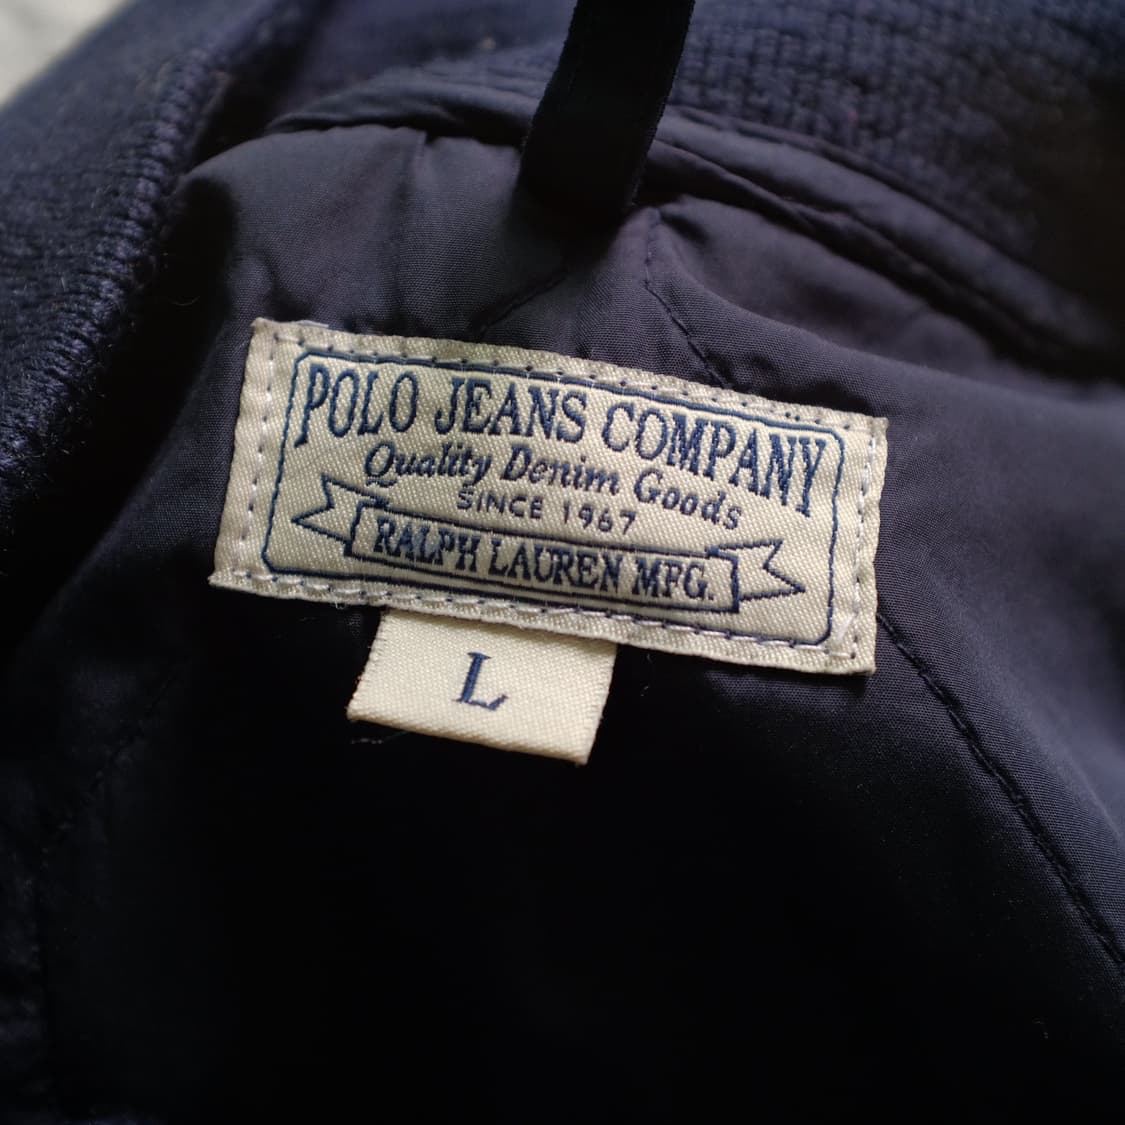 POLO JEANS COMPANY
Quality Denim Goods
SINCE 1967
RALPH LAUREN MFG.
L